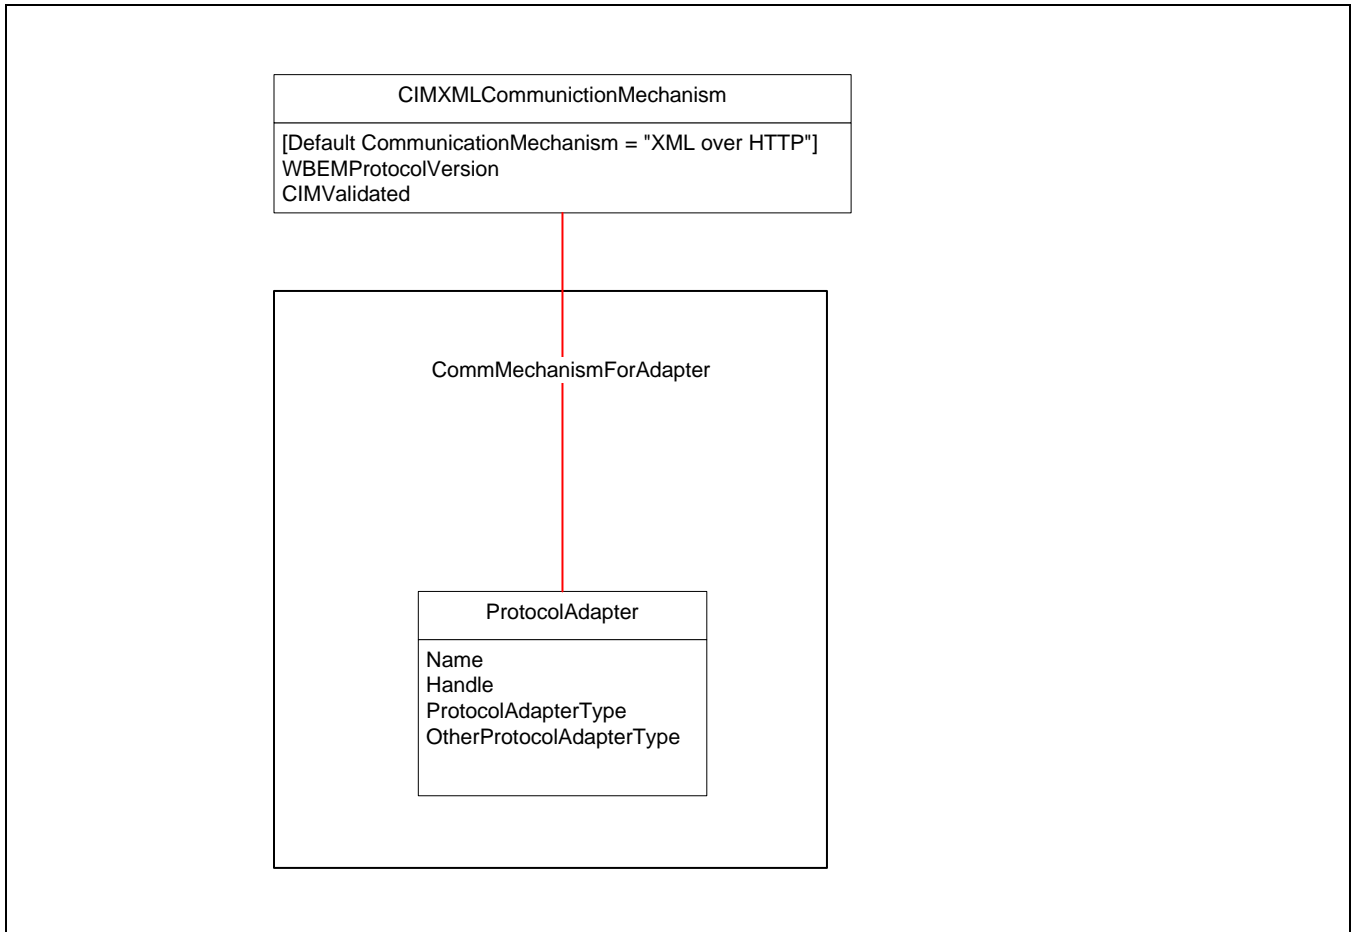 CIMXMLCommunictionMechanism
[Default CommunicationMechanism = "XML over HTTP"]
WBEMProtocolVersion
CIMValidated
CommMechanismForAdapter
ProtocolAdapter
Name
Handle
ProtocolAdapterType
OtherProtocolAdapterType